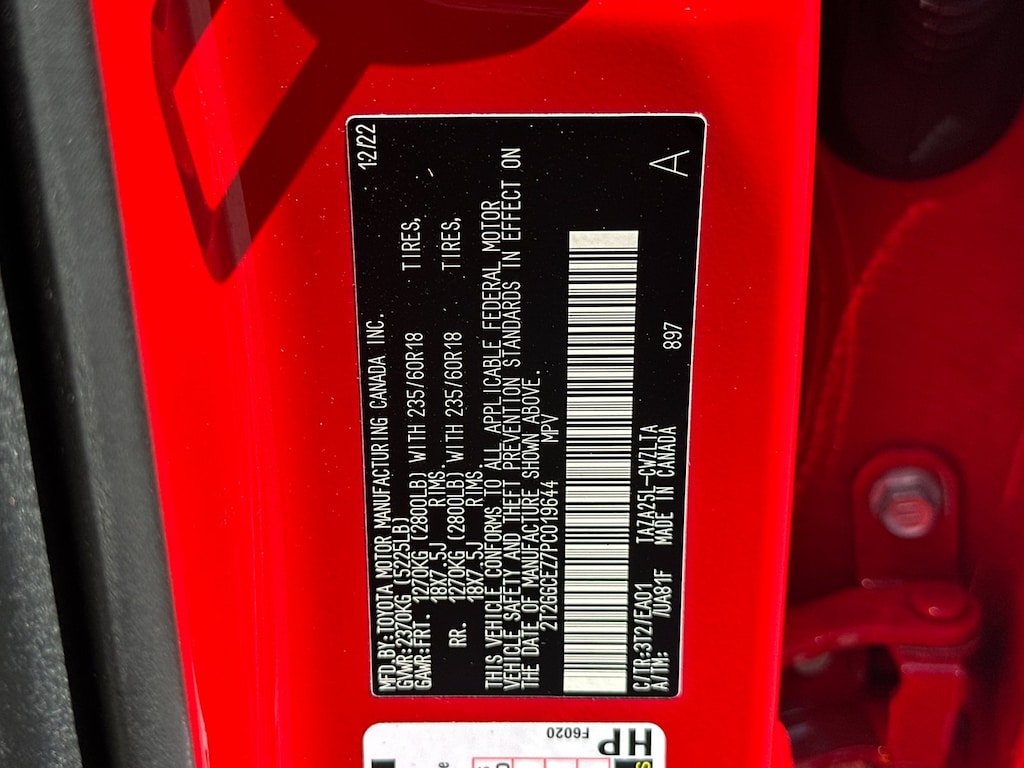 MFD.BY:TOYOTA MOTOR MANUFACTURING CANADA INC. 12/22
GVWR:2370KG (5225LB)
GAWR:FRT. 1270KG (2800LB) WITH 235/60R18 TIRES,
18X7.5J RIMS.
RR. 1270KG (2800LB) WITH 235/60R18 TIRES,
18X7.5J RIMS.
THIS VEHICLE CONFORMS TO ALL APPLICABLE FEDERAL MOTOR
VEHICLE SAFETY AND THEFT PREVENTION STANDARDS IN EFFECT ON
THE DATE OF MANUFACTURE SHOWN ABOVE.
2T2GGCEZ7PC019644 MPV
C/TR:3T2/EA01 TAZA25L-CWZLTA 897 A
A/TM: /UA81F MADE IN CANADA
F6020
HP